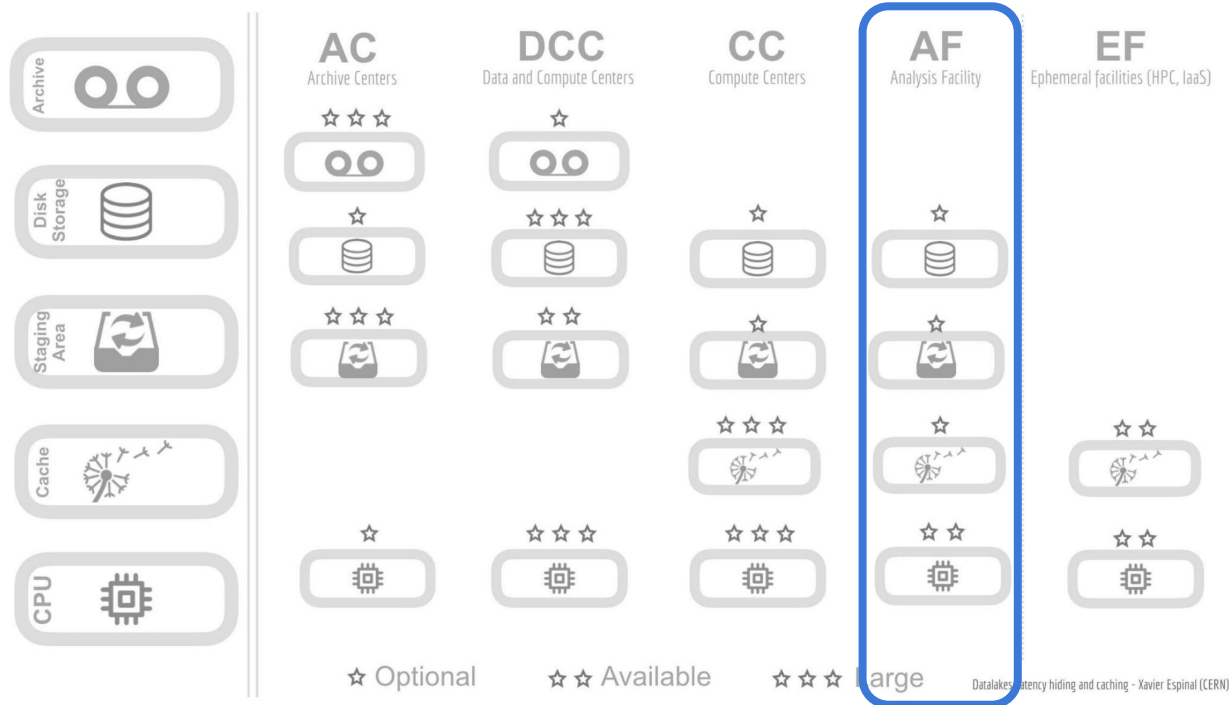 AC
Archive Centers
DCC
Data and Compute Centers
CC
Compute Centers
AF
Analysis Facility
EF
Ephemeral facilities (HPC, IaaS)
Archive
Disk
Storage
Staging
Area
Cache
CPU
Optional
Available
Large
Datalakes latency hiding and caching - Xavier Espinal (CERN)